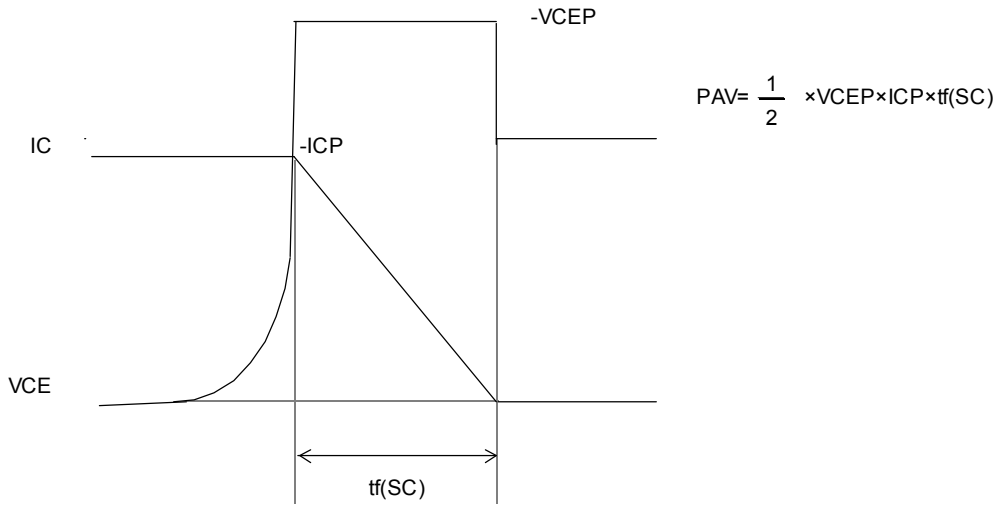 -VCEP
PAV= 1/2 ×VCEP×ICP×tf(SC)
IC
-ICP
VCE
tf(SC)